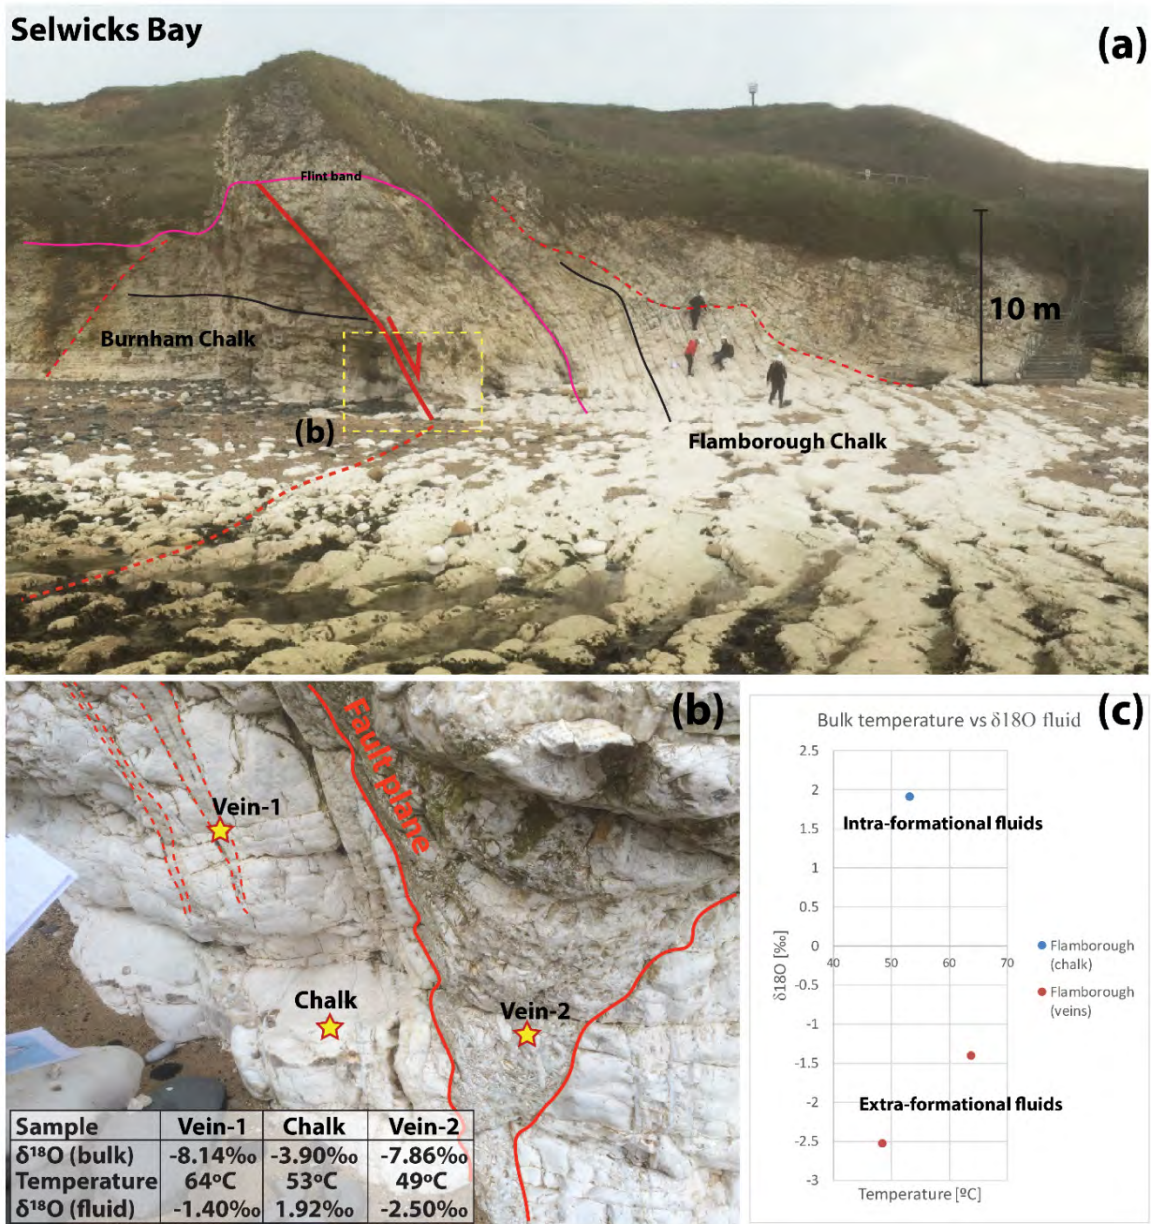 Selwicks Bay
(a)
Flint band
10 m
Burnham Chalk
(b)
Flamborough Chalk
(b)
Fault plane
Vein-1
Chalk
Vein-2
Sample Vein-1 Chalk Vein-2
δ¹⁸O (bulk) -8.14‰ -3.90‰ -7.86‰
Temperature 64ºC 53ºC 49ºC
δ¹⁸O (fluid) -1.40‰ 1.92‰ -2.50‰
(c)
Bulk temperature vs δ18O fluid
2.5
2
1.5
1
0.5
0
-0.5
-1
-1.5
-2
-2.5
-3
40 50 60 70
δ18O [‰]
Temperature [ºC]
Intra-formational fluids
Extra-formational fluids
Flamborough
(chalk)
Flamborough
(veins)